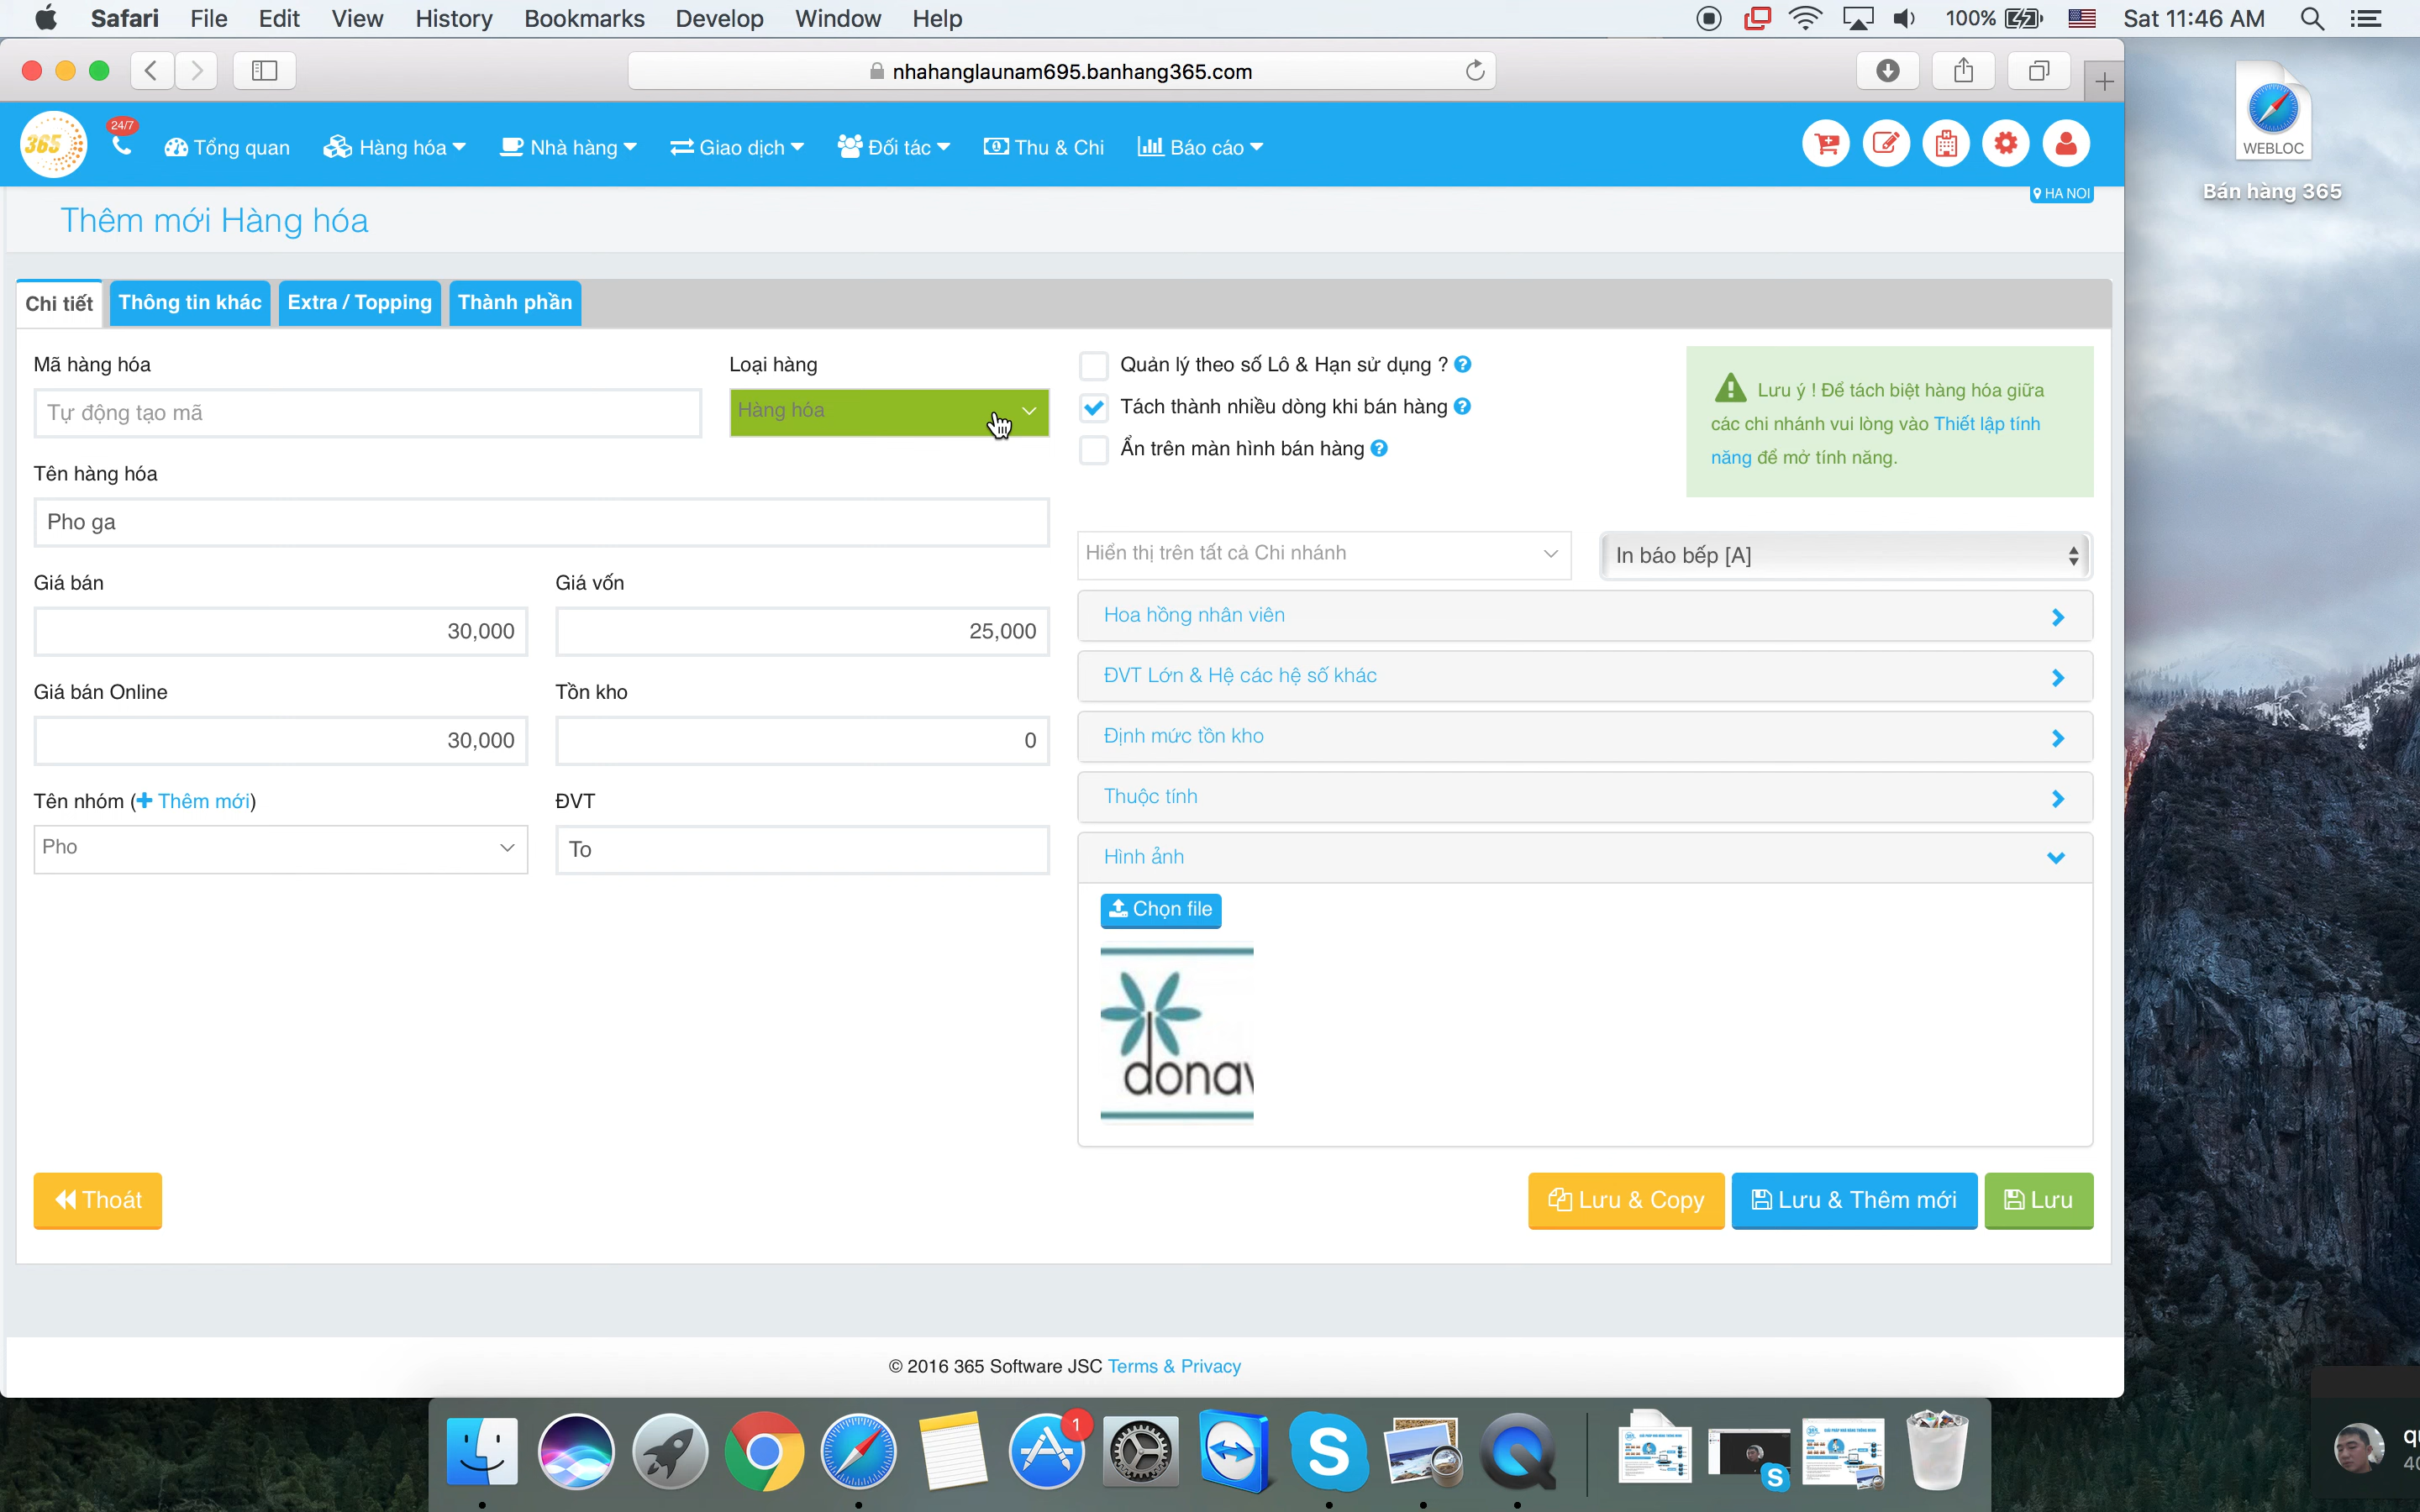 Safari File Edit View History Bookmarks Develop Window Help 100% Sat 11:46 AM
nhahanglaunam695.banhang365.com
WEBLOC
Bán hàng 365
365 24/7 Tổng quan Hàng hóa Nhà hàng Giao dịch Đối tác Thu & Chi Báo cáo
HA NOI
Thêm mới Hàng hóa
Chi tiết Thông tin khác Extra / Topping Thành phần
Mã hàng hóa Loại hàng
Tự động tạo mã Hàng hóa
Tên hàng hóa
Pho ga
Giá bán Giá vốn
30,000 25,000
Giá bán Online Tồn kho
30,000 0
Tên nhóm (+ Thêm mới) ĐVT
Pho To
Quản lý theo số Lô & Hạn sử dụng ?
Tách thành nhiều dòng khi bán hàng
Ẩn trên màn hình bán hàng
Lưu ý ! Để tách biệt hàng hóa giữa
các chi nhánh vui lòng vào Thiết lập tính
năng để mở tính năng.
Hiển thị trên tất cả Chi nhánh In báo bếp [A]
Hoa hồng nhân viên
ĐVT Lớn & Hệ các hệ số khác
Định mức tồn kho
Thuộc tính
Hình ảnh
Chọn file
donav
Thoát Lưu & Copy Lưu & Thêm mới Lưu
© 2016 365 Software JSC Terms & Privacy
1